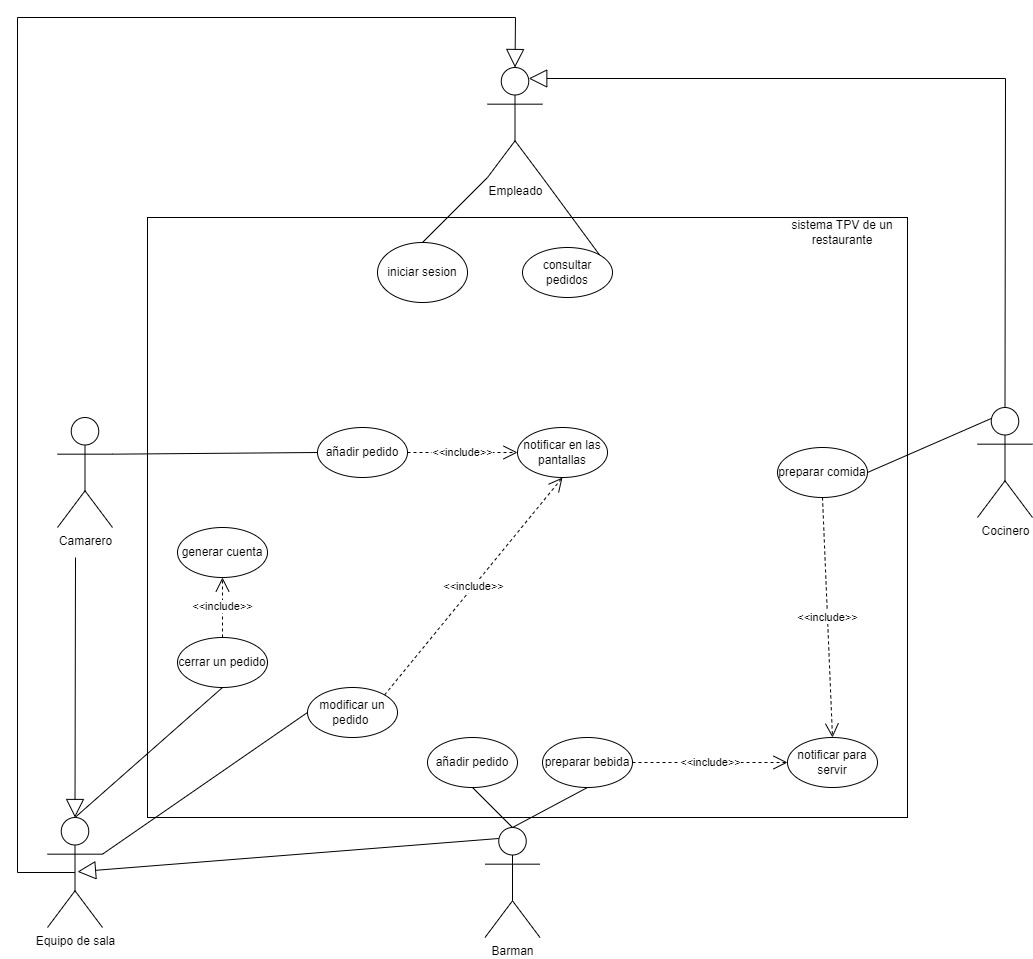 Empleado
sistema TPV de un
restaurante
iniciar sesion
consultar
pedidos
añadir pedido
<<include>>
notificar en las
pantallas
preparar comida
Cocinero
Camarero
generar cuenta
<<include>>
<<include>>
<<include>>
cerrar un pedido
modificar un
pedido
añadir pedido
preparar bebida
<<include>>
notificar para
servir
Equipo de sala
Barman